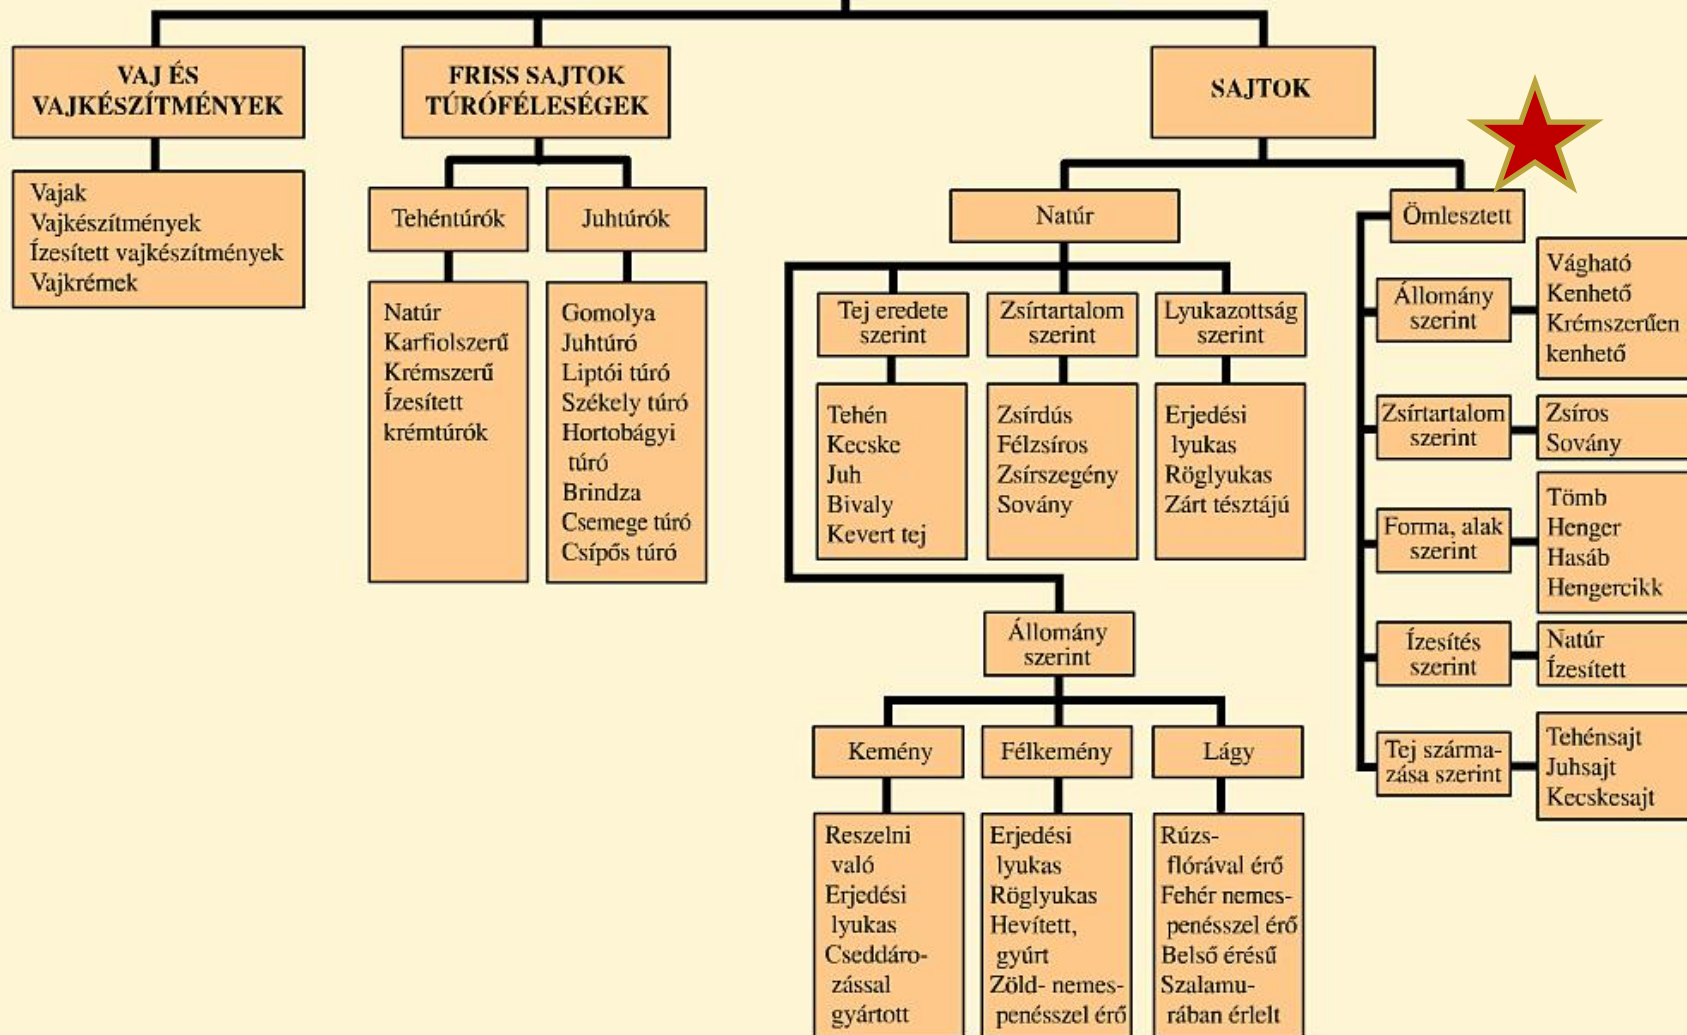 VAJ ÉS
VAJKÉSZÍTMÉNYEK
Vajak
Vajkészítmények
Ízesített vajkészítmények
Vajkrémek
FRISS SAJTOK
TÚRÓFÉLESÉGEK
Tehéntúrók
Natúr
Karfiolszerű
Krémszerű
Ízesített
krémtúrók
Juhtúrók
Gomolya
Juhtúró
Liptói túró
Székely túró
Hortobágyi
túró
Brindza
Csemege túró
Csípős túró
SAJTOK
Natúr
Tej eredete
szerint
Tehén
Kecske
Juh
Bivaly
Kevert tej
Zsírtartalom
szerint
Zsírdús
Félzsíros
Zsírszegény
Sovány
Lyukazottság
szerint
Erjedési
lyukas
Röglyukas
Zárt tésztájú
Állomány
szerint
Kemény
Reszelni
való
Erjedési
lyukas
Cseddáro-
zással
gyártott
Félkemény
Erjedési
lyukas
Röglyukas
Hevített,
gyúrt
Zöld- nemes-
penésszel érő
Lágy
Rúzs-
flórával érő
Fehér nemes-
penésszel érő
Belső érésű
Szalamu-
rában érlelt
Ömlesztett
Állomány
szerint
Vágható
Kenhető
Krémszerűen
kenhető
Zsírtartalom
szerint
Zsíros
Sovány
Forma, alak
szerint
Tömb
Henger
Hasáb
Hengercikk
Ízesítés
szerint
Natúr
Ízesített
Tej szárma-
zása szerint
Tehénsajt
Juhsajt
Kecskesajt